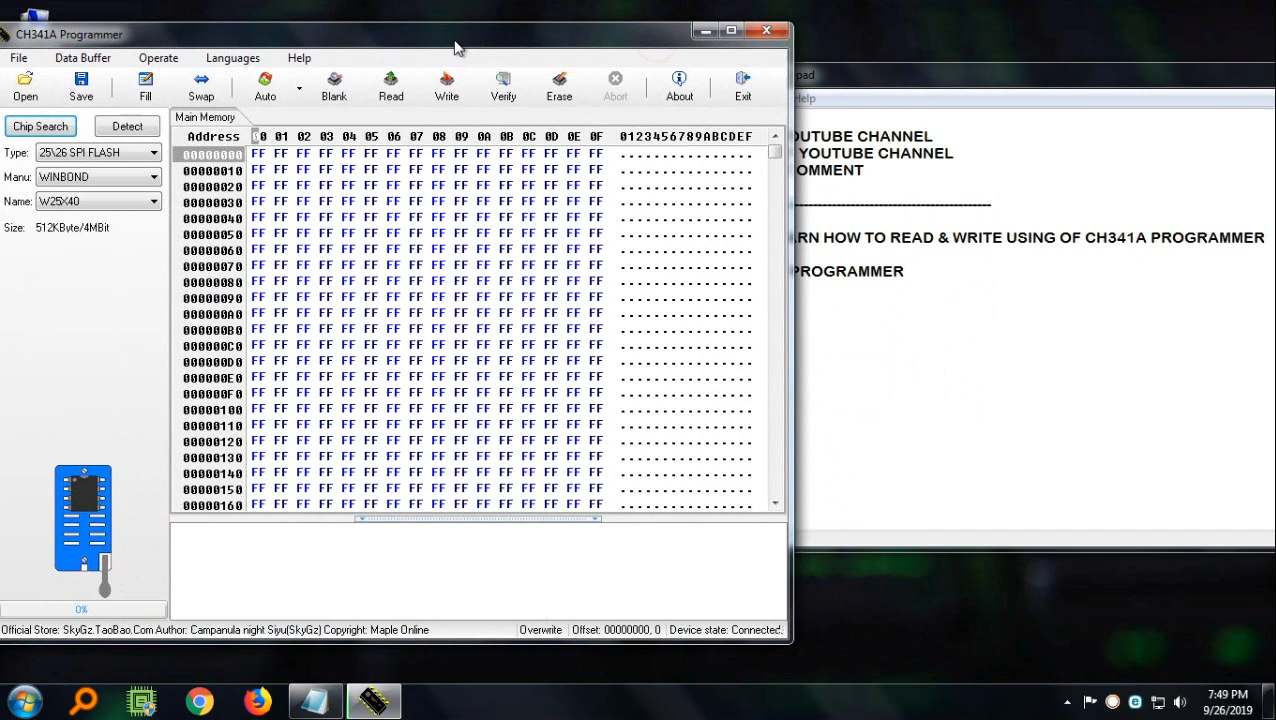 CH341A Programmer
File Data Buffer Operate Languages Help
Open Save Fill Swap Auto Blank Read Write Verify Erase Abort About Exit
Chip Search Detect
Type: 25\26 SPI FLASH
Manu: WINBOND
Name: W25X40
Size: 512KByte/4MBit
0%
Main Memory
Address 0 01 02 03 04 05 06 07 08 09 0A 0B 0C 0D 0E 0F 0123456789ABCDEF
00000000 FF FF FF FF FF FF FF FF FF FF FF FF FF FF FF FF ................
00000010 FF FF FF FF FF FF FF FF FF FF FF FF FF FF FF FF ................
00000020 FF FF FF FF FF FF FF FF FF FF FF FF FF FF FF FF ................
00000030 FF FF FF FF FF FF FF FF FF FF FF FF FF FF FF FF ................
00000040 FF FF FF FF FF FF FF FF FF FF FF FF FF FF FF FF ................
00000050 FF FF FF FF FF FF FF FF FF FF FF FF FF FF FF FF ................
00000060 FF FF FF FF FF FF FF FF FF FF FF FF FF FF FF FF ................
00000070 FF FF FF FF FF FF FF FF FF FF FF FF FF FF FF FF ................
00000080 FF FF FF FF FF FF FF FF FF FF FF FF FF FF FF FF ................
00000090 FF FF FF FF FF FF FF FF FF FF FF FF FF FF FF FF ................
000000A0 FF FF FF FF FF FF FF FF FF FF FF FF FF FF FF FF ................
000000B0 FF FF FF FF FF FF FF FF FF FF FF FF FF FF FF FF ................
000000C0 FF FF FF FF FF FF FF FF FF FF FF FF FF FF FF FF ................
000000D0 FF FF FF FF FF FF FF FF FF FF FF FF FF FF FF FF ................
000000E0 FF FF FF FF FF FF FF FF FF FF FF FF FF FF FF FF ................
000000F0 FF FF FF FF FF FF FF FF FF FF FF FF FF FF FF FF ................
00000100 FF FF FF FF FF FF FF FF FF FF FF FF FF FF FF FF ................
00000110 FF FF FF FF FF FF FF FF FF FF FF FF FF FF FF FF ................
00000120 FF FF FF FF FF FF FF FF FF FF FF FF FF FF FF FF ................
00000130 FF FF FF FF FF FF FF FF FF FF FF FF FF FF FF FF ................
00000140 FF FF FF FF FF FF FF FF FF FF FF FF FF FF FF FF ................
00000150 FF FF FF FF FF FF FF FF FF FF FF FF FF FF FF FF ................
00000160 FF FF FF FF FF FF FF FF FF FF FF FF FF FF FF FF ................
Official Store: SkyGz.TaoBao.Com Author: Campanula night Siyu(SkyGz) Copyright: Maple Online Overwrite Offset: 00000000, 0 Device state: Connected.
pad
Help
OUTUBE CHANNEL
YOUTUBE CHANNEL
OMMENT
-----------------------------------------
ARN HOW TO READ & WRITE USING OF CH341A PROGRAMMER
PROGRAMMER
7:49 PM
9/26/2019